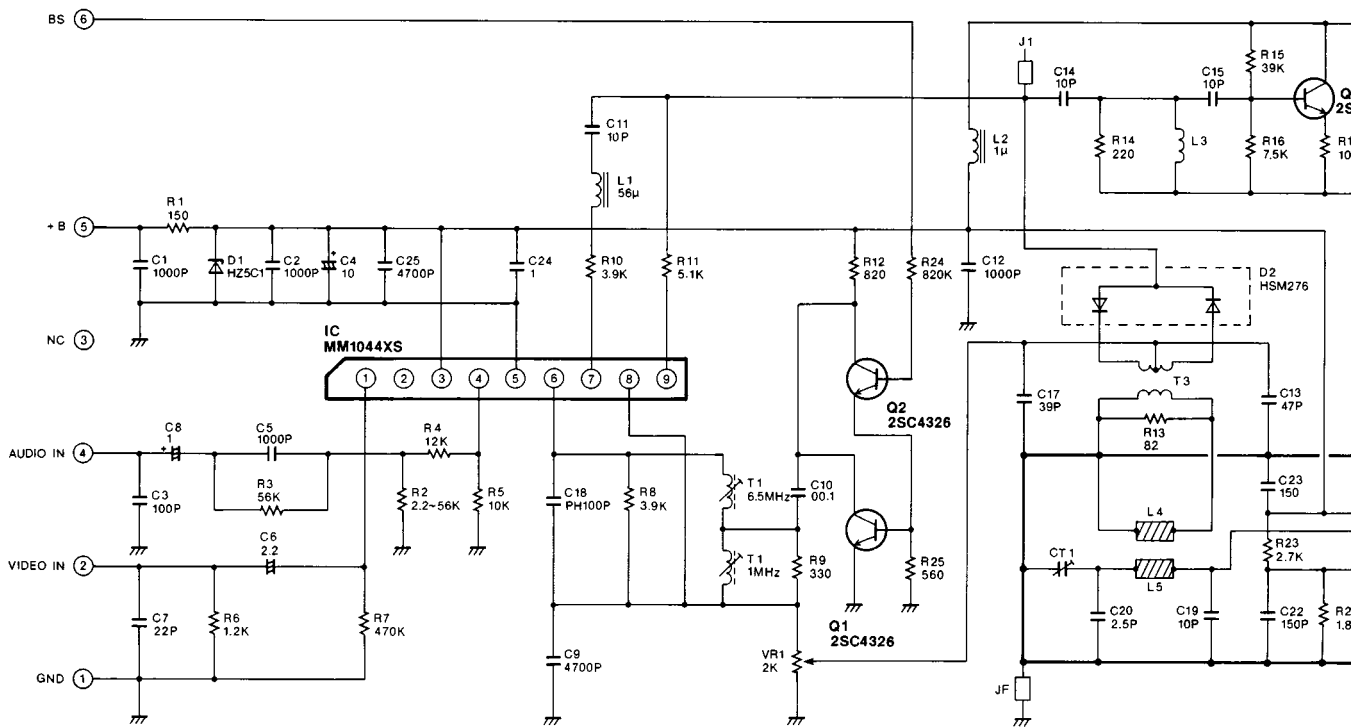 BS 6
J1
C14
10P
C15
10P
R15
39K
Q
2S
C11
10P
L2
1μ
R14
220
L3
R16
7.5K
R1
10
L1
56μ
R1
150
+B 5
C1
1000P
D1
HZ5C1
C2
1000P
C4
10
C25
4700P
C24
1
R10
3.9K
R11
5.1K
R12
820
R24
820K
C12
1000P
D2
HSM276
NC 3
IC
MM1044XS
1 2 3 4 5 6 7 8 9
Q2
2SC4326
C17
39P
T3
C13
47P
R13
82
AUDIO IN 4
C8
1
C5
1000P
R4
12K
R3
56K
C3
100P
R2
2.2~56K
R5
10K
C18
PH100P
R8
3.9K
T1
6.5MHz
C10
00.1
C23
150
L4
C6
2.2
VIDEO IN 2
T1
1MHz
R9
330
R25
560
CT1
L5
R23
2.7K
C7
22P
R6
1.2K
R7
470K
Q1
2SC4326
C20
2.5P
C19
10P
C22
150P
R2
1.8
C9
4700P
VR1
2K
GND 1
JF